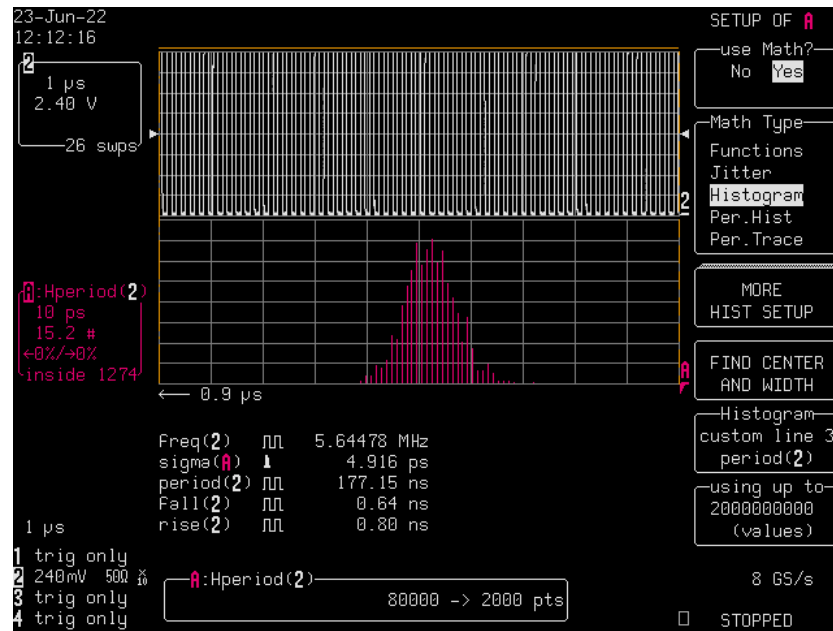 23-Jun-22
12:12:16
2
1 µs
2.40 V
26 swps
2
A:Hperiod(2)
10 ps
15.2 #
←0%/→0%
inside 1274
A
← 0.9 µs
Freq(2) 5.64478 MHz
sigma(A) 4.916 ps
period(2) 177.15 ns
Fall(2) 0.64 ns
rise(2) 0.80 ns
1 µs
1 trig only
2 240mV 50Ω X10
3 trig only
4 trig only
A:Hperiod(2)
80000 -> 2000 pts
SETUP OF A
use Math?
No Yes
Math Type
Functions
Jitter
Histogram
Per.Hist
Per.Trace
MORE
HIST SETUP
FIND CENTER
AND WIDTH
Histogram
custom line 3
period(2)
using up to
2000000000
(values)
8 GS/s
STOPPED